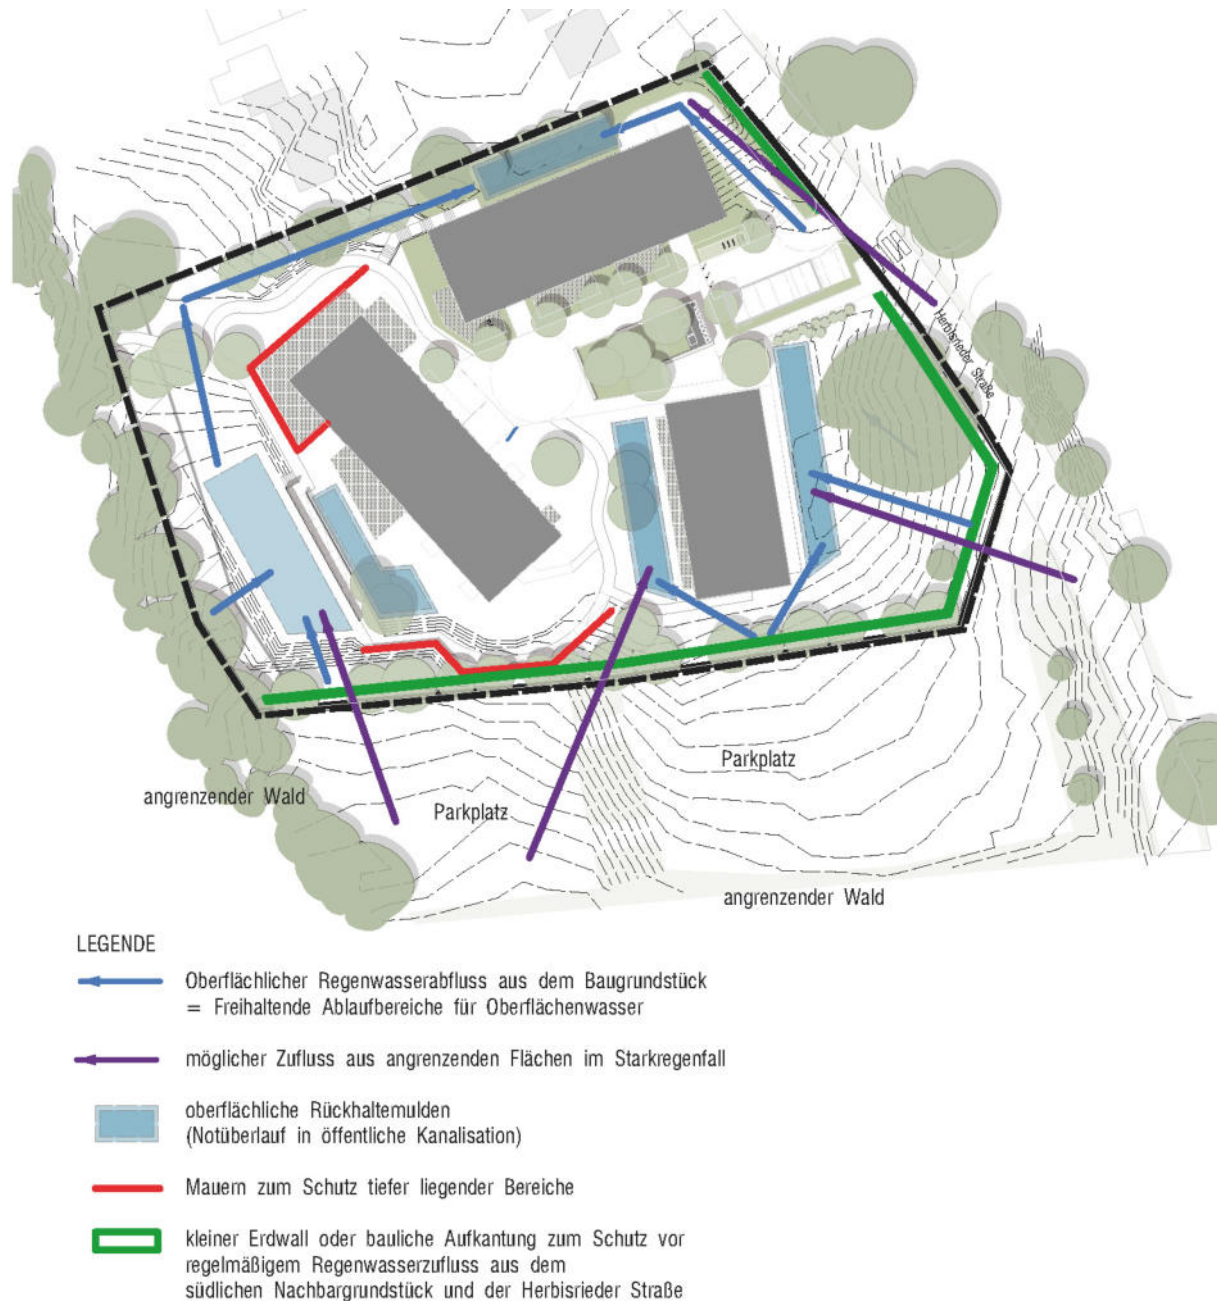 Herbisrieder Straße
Parkplatz
angrenzender Wald
Parkplatz
angrenzender Wald
LEGENDE
Oberflächlicher Regenwasserabfluss aus dem Baugrundstück
= Freihaltende Ablaufbereiche für Oberflächenwasser
möglicher Zufluss aus angrenzenden Flächen im Starkregenfall
oberflächliche Rückhaltemulden
(Notüberlauf in öffentliche Kanalisation)
Mauern zum Schutz tiefer liegender Bereiche
kleiner Erdwall oder bauliche Aufkantung zum Schutz vor
regelmäßigem Regenwasserzufluss aus dem
südlichen Nachbargrundstück und der Herbisrieder Straße